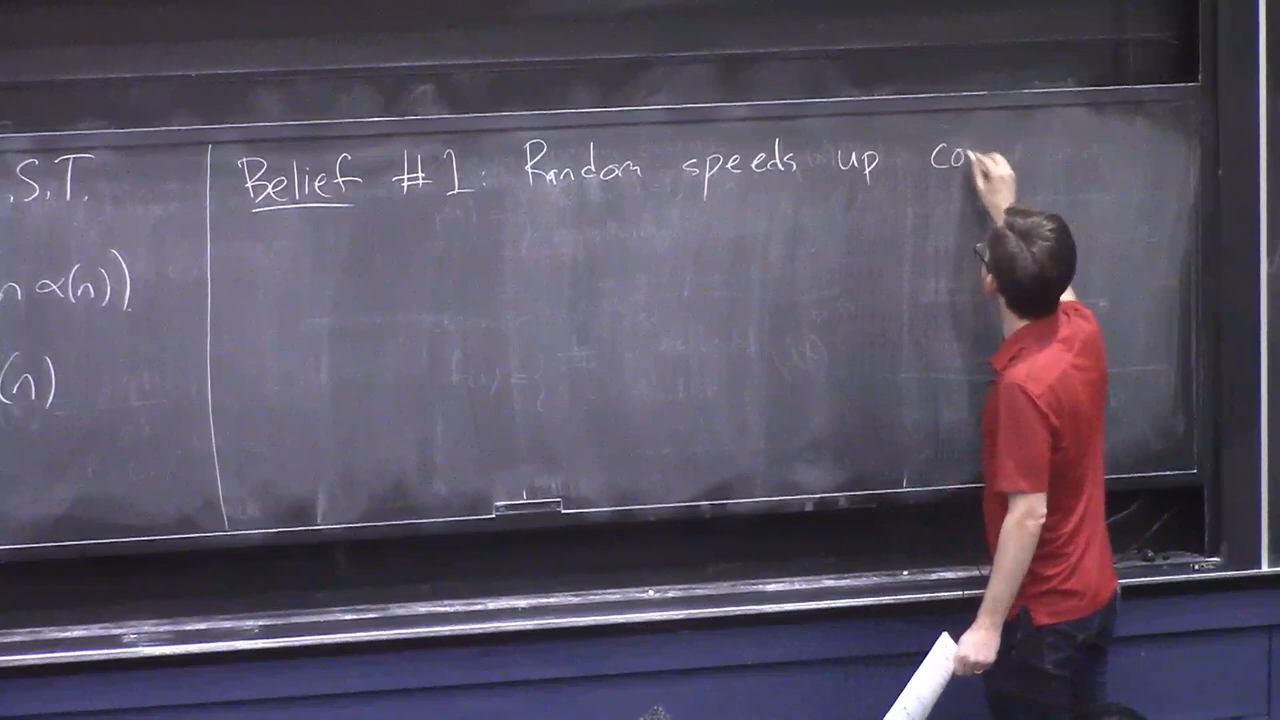 .S.T.
n α(n))
(n)
Belief #1: Random speeds up co